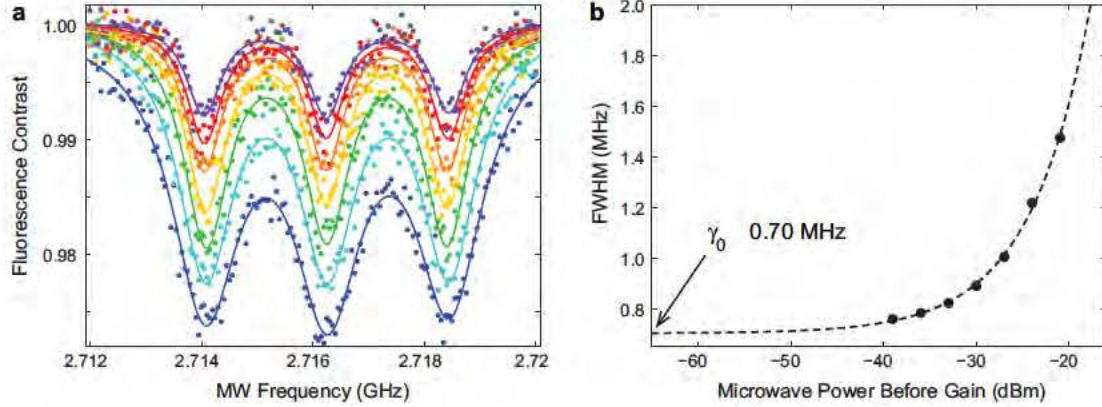 a
1.00
0.99
0.98
Fluorescence Contrast
2.712
2.714
2.716
2.718
2.72
MW Frequency (GHz)
b
2.0
1.8
1.6
1.4
1.2
1.0
0.8
FWHM (MHz)
γ0 0.70 MHz
−60
−50
−40
−30
−20
Microwave Power Before Gain (dBm)